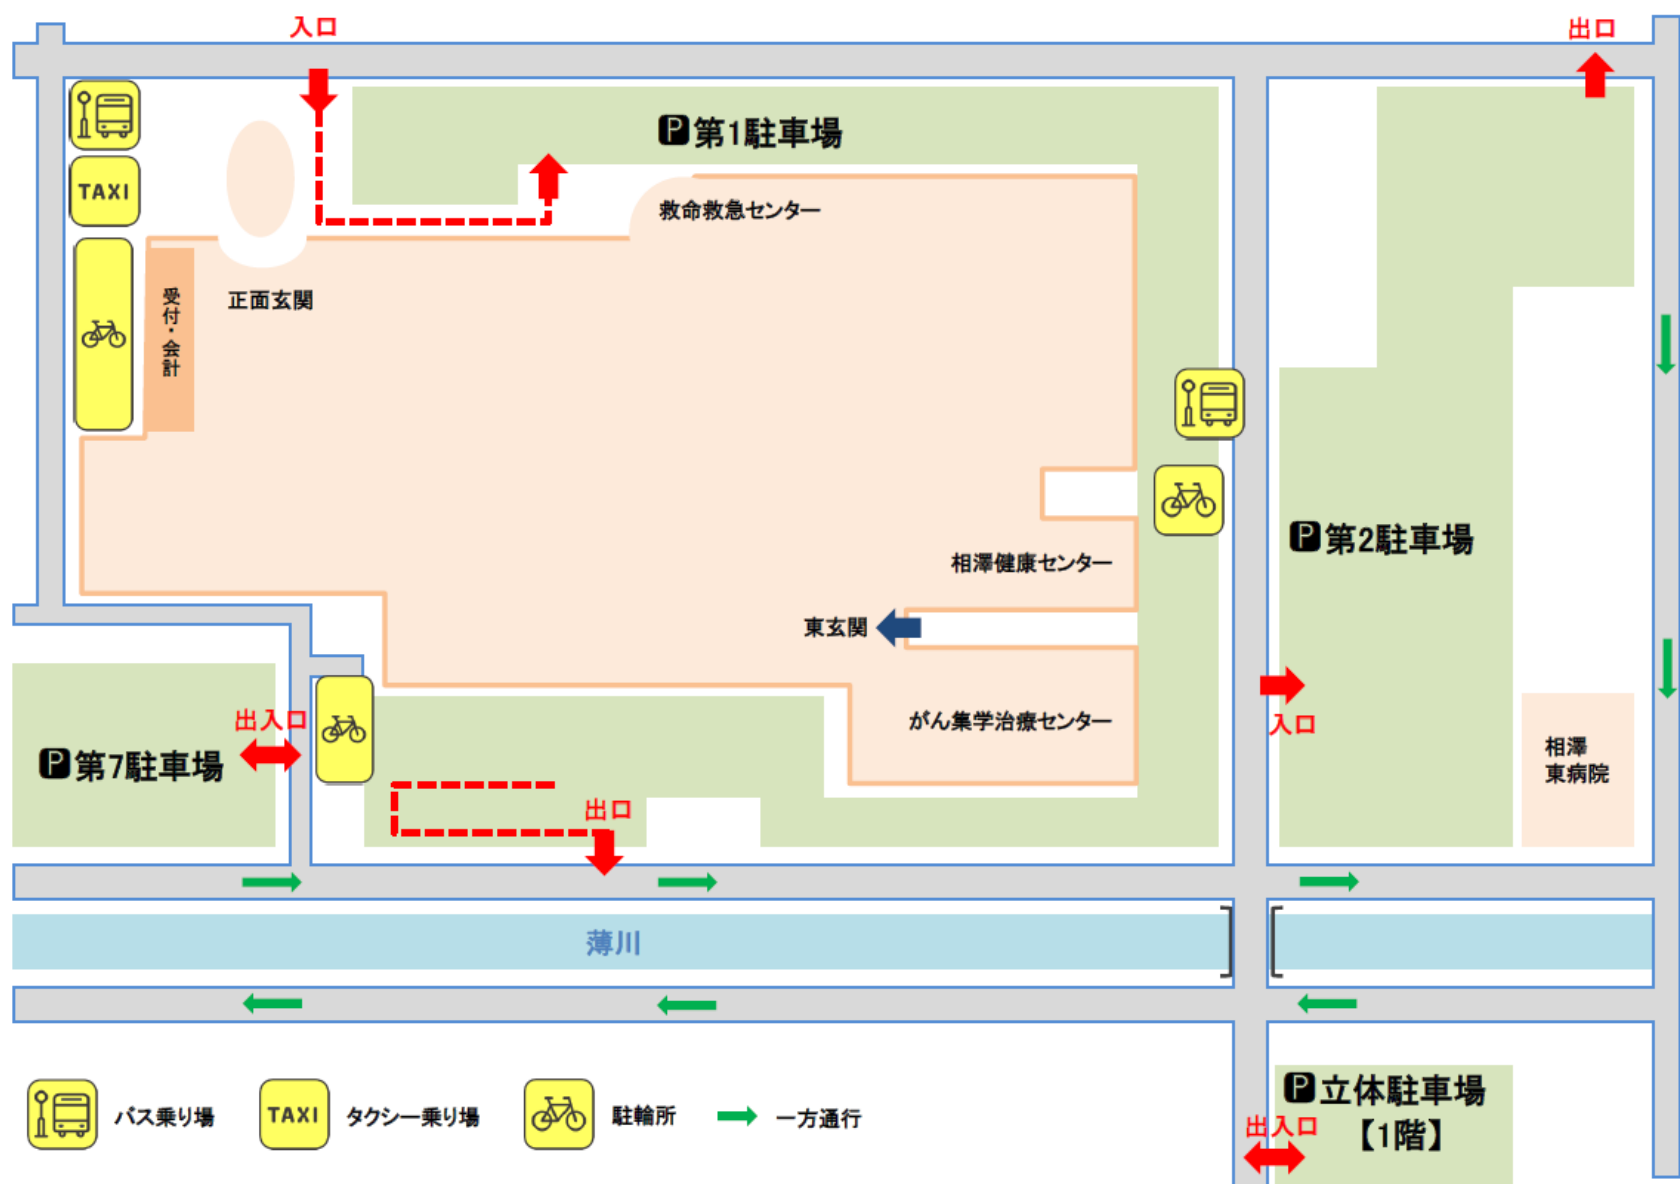 入口
出口
P 第1駐車場
TAXI
救命救急センター
正面玄関
受付・会計
P 第2駐車場
相澤健康センター
東玄関
がん集学治療センター
入口
出入口
P 第7駐車場
相澤
東病院
出口
薄川
バス乗り場
TAXI
タクシー乗り場
駐輪所
一方通行
P 立体駐車場
【1階】
出入口